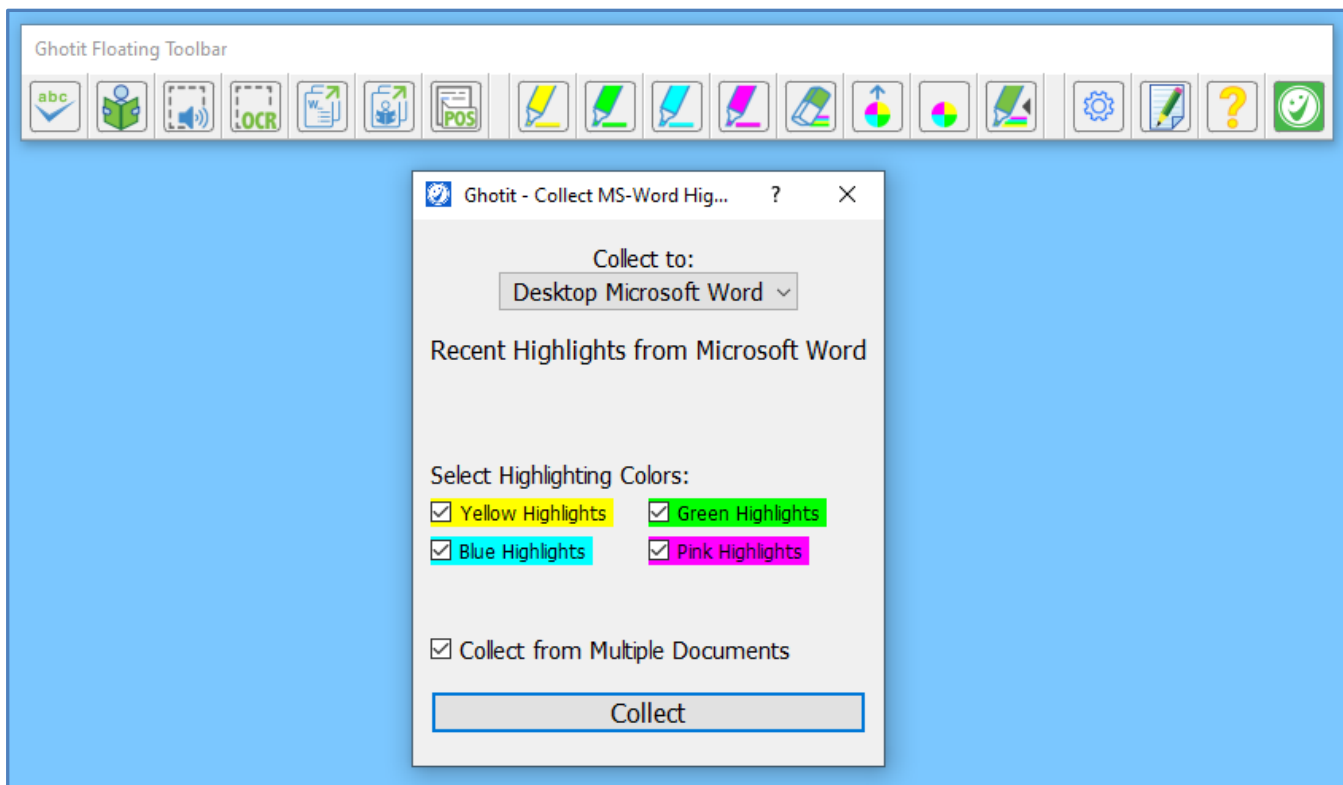 Ghotit Floating Toolbar
abc
OCR
W
POS
?
Ghotit - Collect MS-Word Hig... ?
Collect to:
Desktop Microsoft Word
Recent Highlights from Microsoft Word
Select Highlighting Colors:
Yellow Highlights Green Highlights
Blue Highlights Pink Highlights
Collect from Multiple Documents
Collect